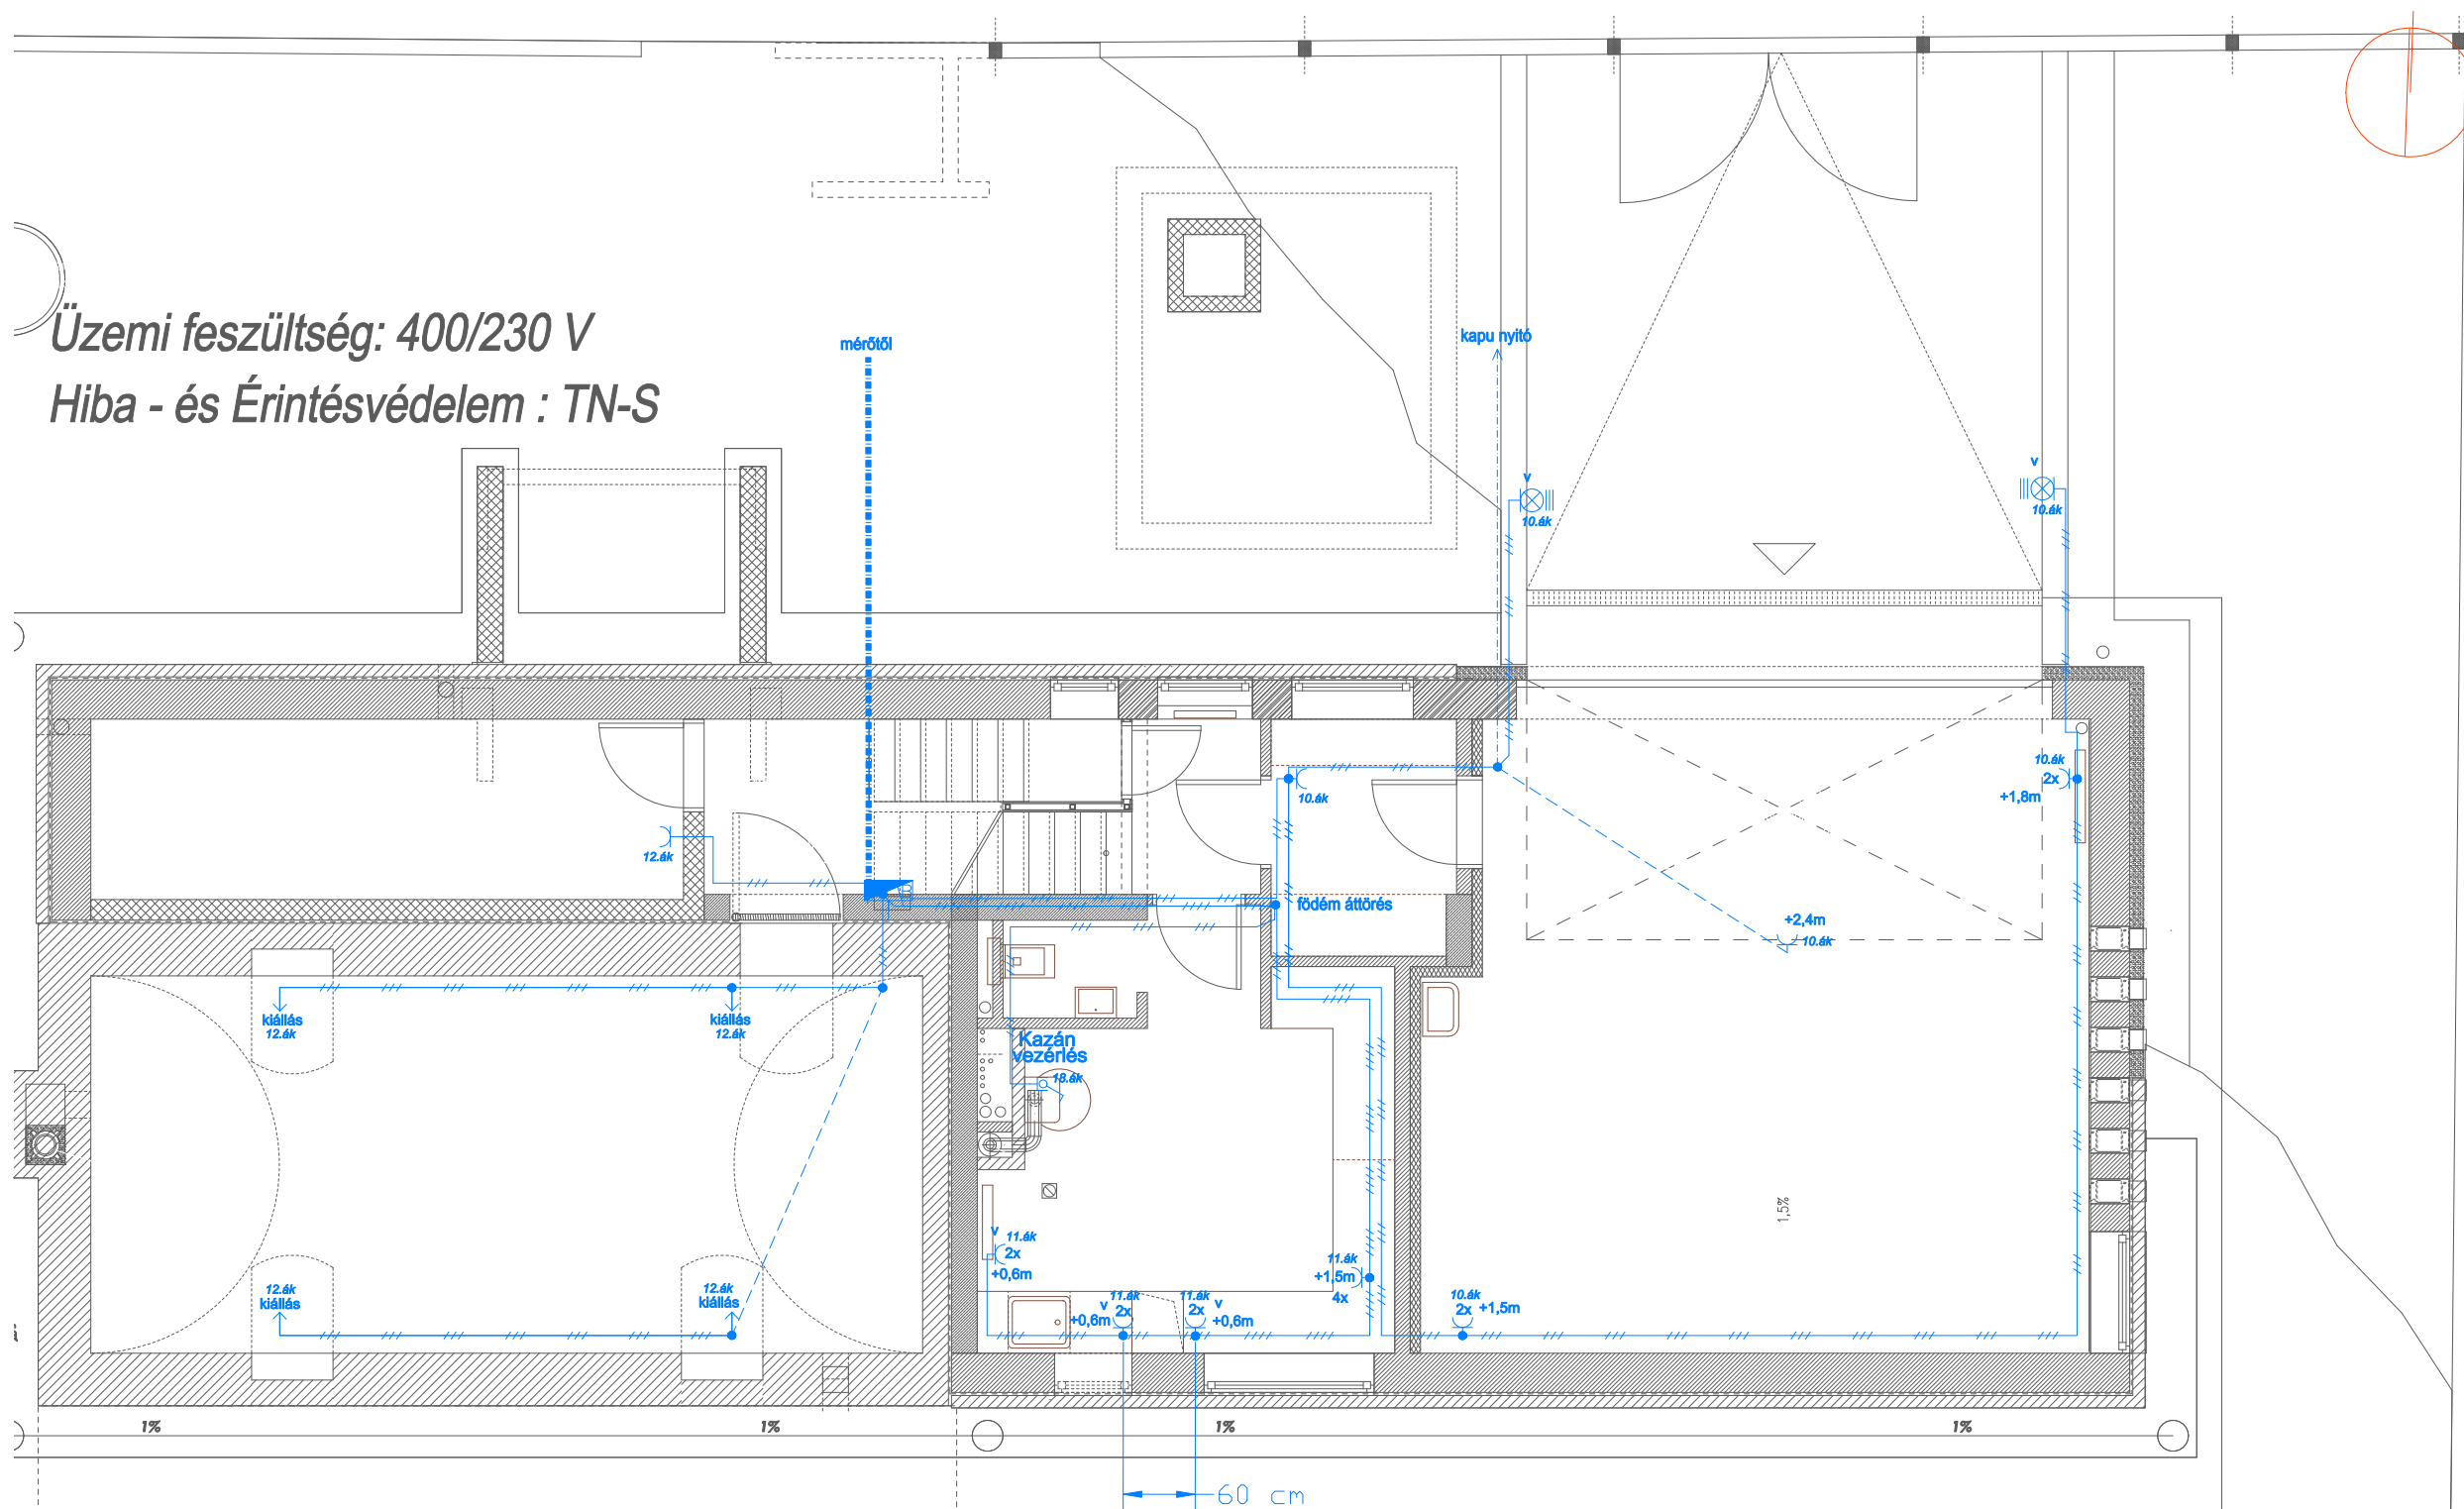 Üzemi feszültség: 400/230 V
Hiba - és Érintésvédelem : TN-S
mérőtől
kapu nyitó
v
10.ák
v
10.ák
10.ák
2x
+1,8m
10.ák
12.ák
födém áttörés
+2,4m
10.ák
kiállás
12.ák
kiállás
12.ák
Kazán
vezérlés
18.ák
1,5%
v
11.ák
2x
+0,6m
11.ák
+1,5m
4x
12.ák
kiállás
12.ák
kiállás
v
11.ák
2x
+0,6m
11.ák
2x
v
+0,6m
10.ák
2x
+1,5m
1%
1%
1%
1%
60 cm